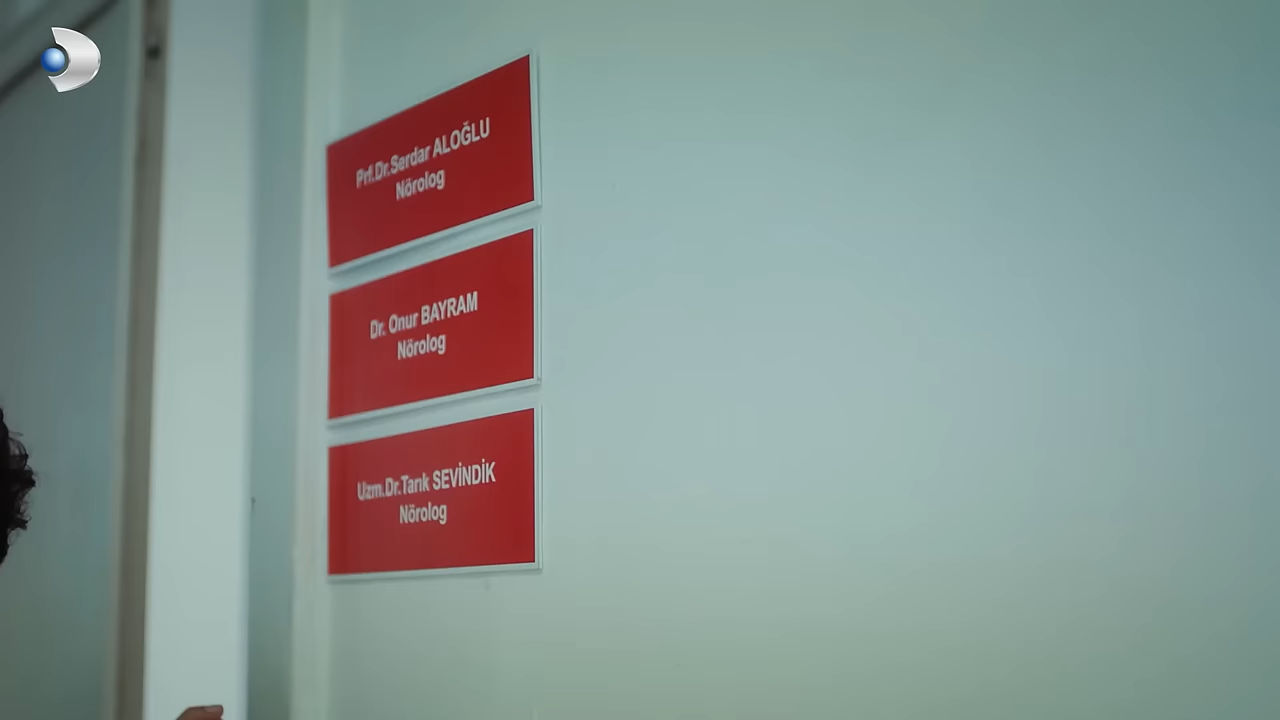 Prf.Dr.Serdar ALOĞLU
Nörolog
Dr. Onur BAYRAM
Nörolog
Uzm.Dr.Tarık SEVİNDİK
Nörolog